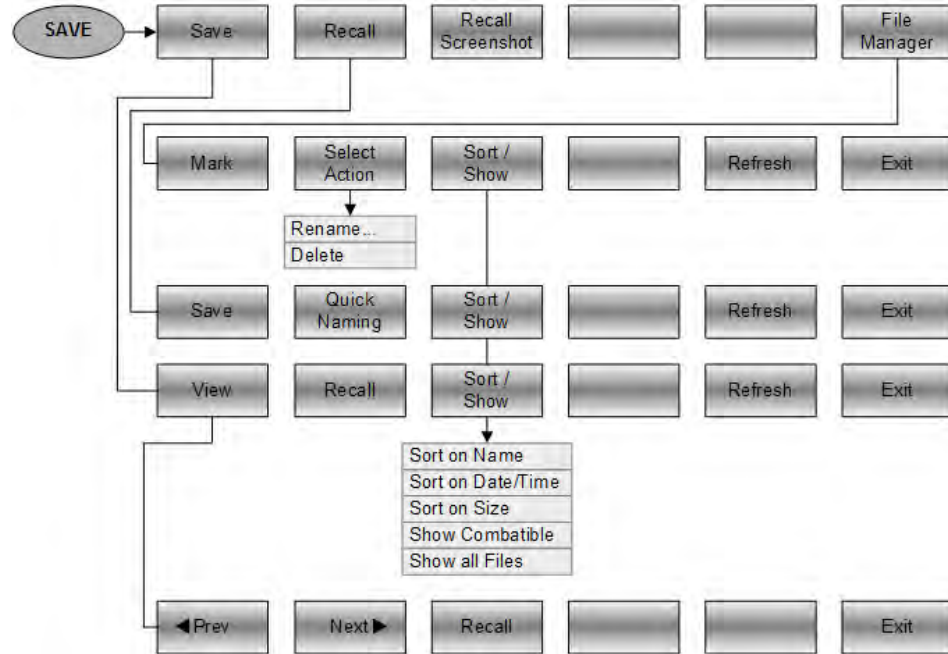 SAVE
Save
Recall
Recall
Screenshot
File
Manager
Mark
Select
Action
Sort /
Show
Refresh
Exit
Rename...
Delete
Save
Quick
Naming
Sort /
Show
Refresh
Exit
View
Recall
Sort /
Show
Refresh
Exit
Sort on Name
Sort on Date/Time
Sort on Size
Show Combatible
Show all Files
◀Prev
Next▶
Recall
Exit